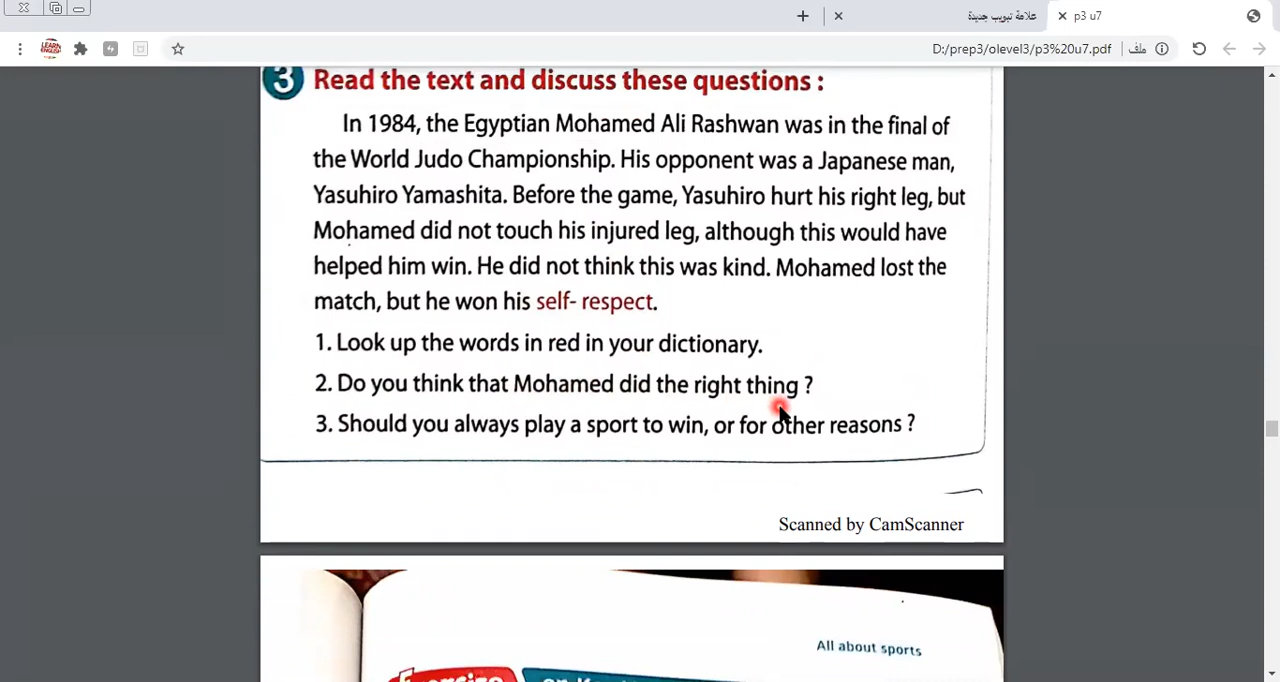 علامة تبويب جديدة
p3 u7
LEARN ENGLISH
D:/prep3/olevel3/p3%20u7.pdf
ملف
3 Read the text and discuss these questions :
In 1984, the Egyptian Mohamed Ali Rashwan was in the final of
the World Judo Championship. His opponent was a Japanese man,
Yasuhiro Yamashita. Before the game, Yasuhiro hurt his right leg, but
Mohamed did not touch his injured leg, although this would have
helped him win. He did not think this was kind. Mohamed lost the
match, but he won his self- respect.
1. Look up the words in red in your dictionary.
2. Do you think that Mohamed did the right thing ?
3. Should you always play a sport to win, or for other reasons ?
Scanned by CamScanner
All about sports
Exercise